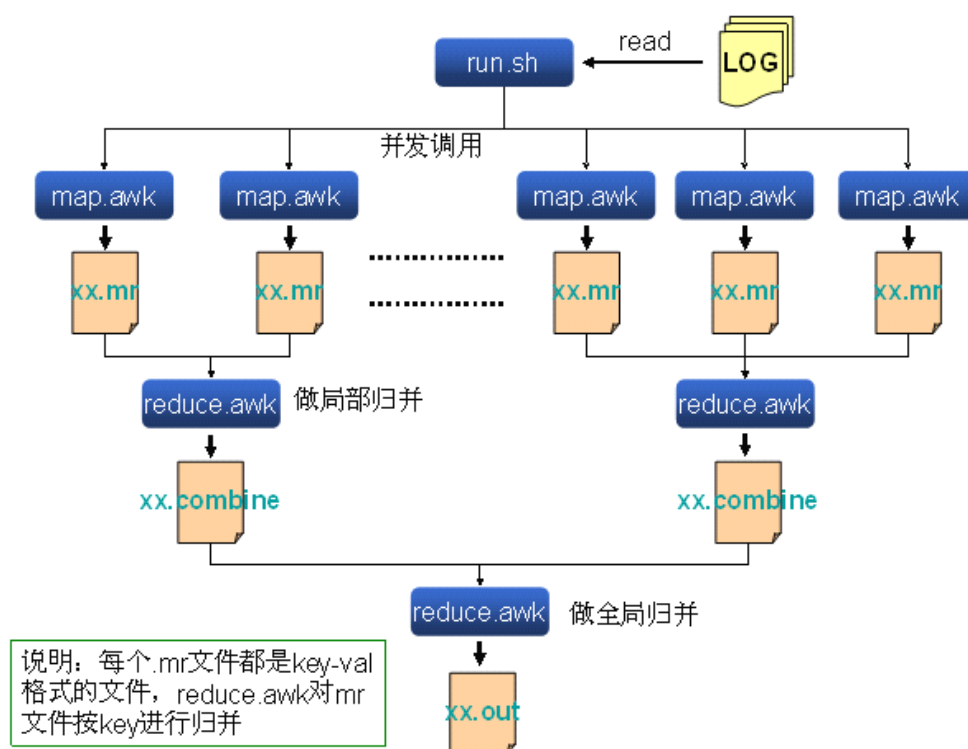 read
run.sh
LOG
并发调用
map.awk
map.awk
map.awk
map.awk
map.awk
xx.mr
xx.mr
xx.mr
xx.mr
xx.mr
reduce.awk
做局部归并
reduce.awk
xx.combine
xx.combine
reduce.awk
做全局归并
说明：每个.mr文件都是key-val
格式的文件，reduce.awk对mr
文件按key进行归并
xx.out